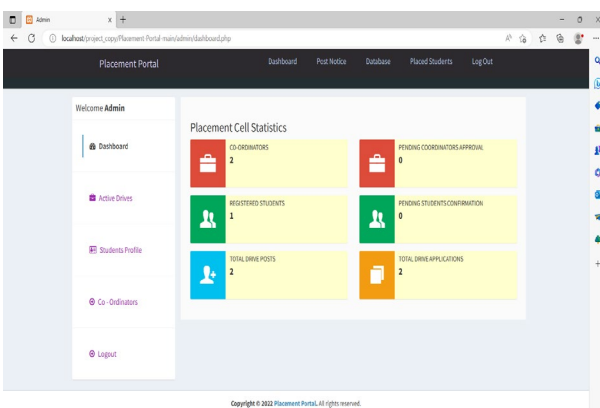 Admin
localhost/project_copy/Placement-Portal-main/admin/dashboard.php
Placement Portal Dashboard Post Notice Database Placed Students Log Out
Welcome Admin
Dashboard
Active Drives
Students Profile
Co -Ordinators
Logout
Placement Cell Statistics
CO-ORDINATORS
2
PENDING COORDINATORS APPROVAL
0
REGISTERED STUDENTS
1
PENDING STUDENTS CONFIRMATION
0
TOTAL DRIVE POSTS
2
TOTAL DRIVE APPLICATIONS
2
Copyright © 2022 Placement Portal. All rights reserved.